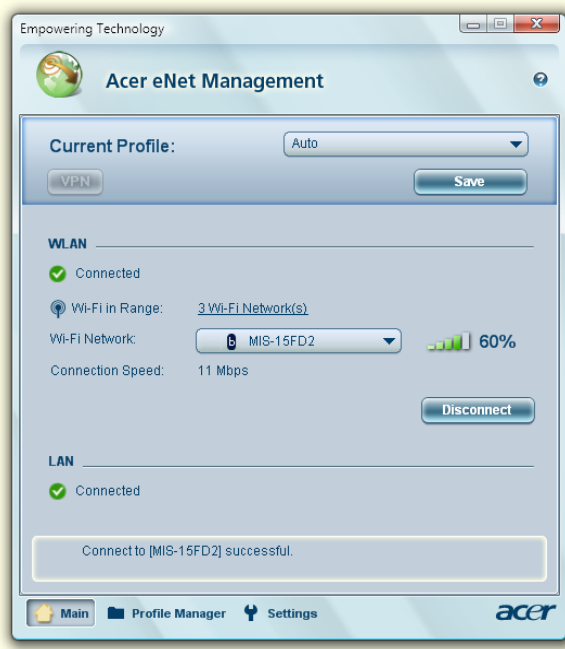 Empowering Technology
Acer eNet Management
Current Profile: Auto
VPN Save
WLAN
Connected
Wi-Fi in Range: 3 Wi-Fi Network(s)
Wi-Fi Network: b MIS-15FD2 60%
Connection Speed: 11 Mbps
Disconnect
LAN
Connected
Connect to [MIS-15FD2] successful.
Main Profile Manager Settings acer